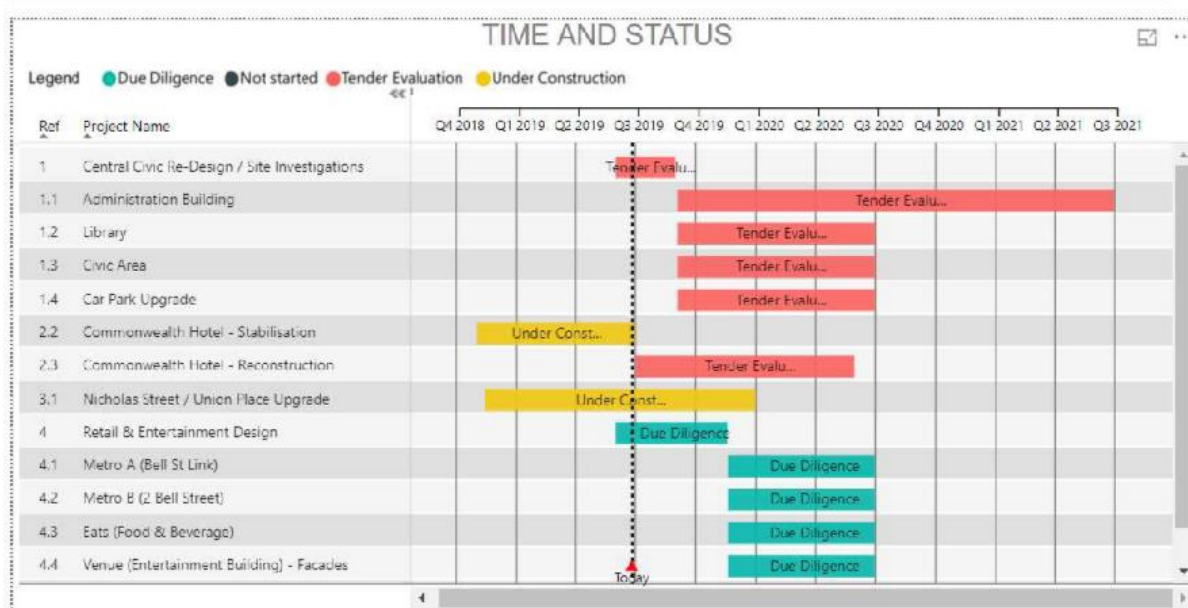 TIME AND STATUS
Legend Due Diligence Not started Tender Evaluation Under Construction
Ref Project Name Q4 2018 Q1 2019 Q2 2019 Q3 2019 Q4 2019 Q1 2020 Q2 2020 Q3 2020 Q4 2020 Q1 2021 Q2 2021 Q3 2021
1 Central Civic Re-Design / Site Investigations Tender Evalu...
1.1 Administration Building Tender Evalu...
1.2 Library Tender Evalu...
1.3 Civic Area Tender Evalu...
1.4 Car Park Upgrade Tender Evalu...
2.2 Commonwealth Hotel - Stabilisation Under Const...
2.3 Commonwealth Hotel - Reconstruction Tender Evalu...
3.1 Nicholas Street / Union Place Upgrade Under Const...
4 Retail & Entertainment Design Due Diligence
4.1 Metro A (Bell St Link) Due Diligence
4.2 Metro B (2 Bell Street) Due Diligence
4.3 Eats (Food & Beverage) Due Diligence
4.4 Venue (Entertainment Building) - Facades Due Diligence
Today